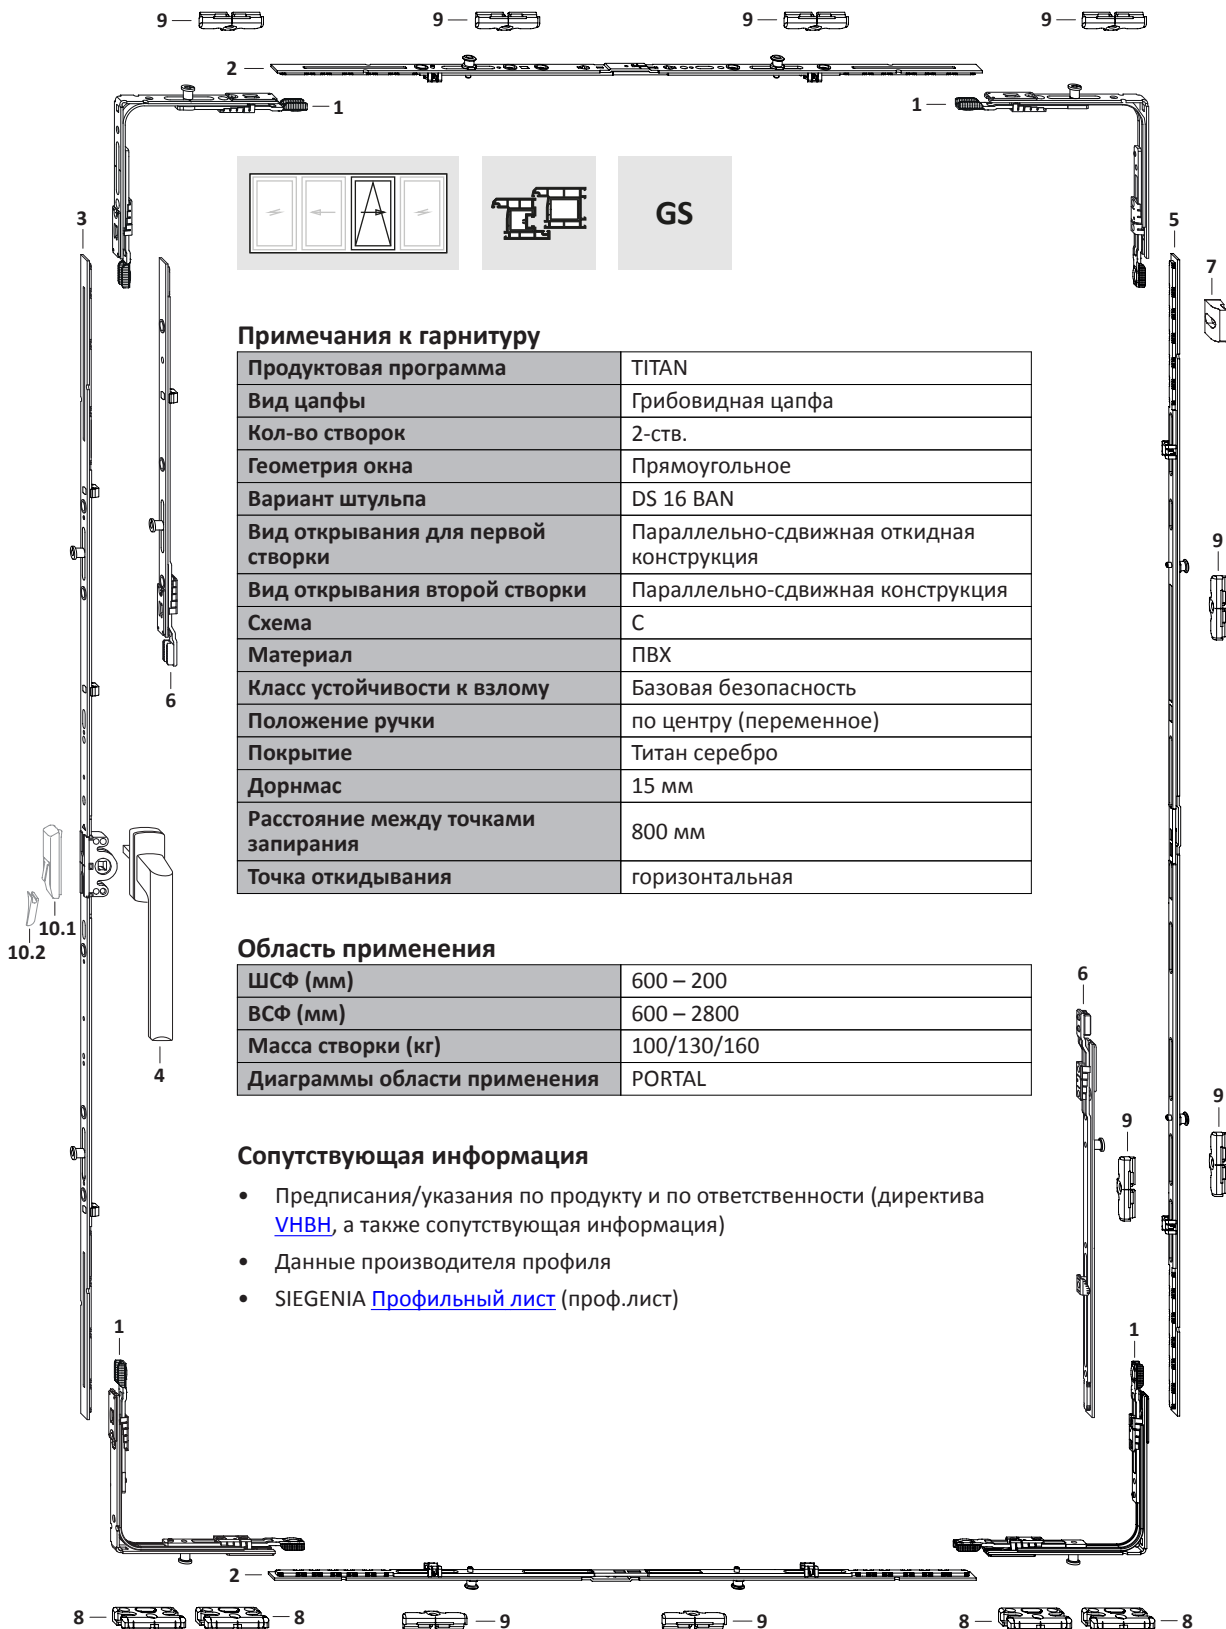 9 9 9 9
2
1 1
3
5
7
GS
Примечания к гарнитуру
Продуктовая программа TITAN
Вид цапфы Грибовидная цапфа
Кол-во створок 2-ств.
Геометрия окна Прямоугольное
Вариант штульпа DS 16 BAN
Вид открывания для первой Параллельно-сдвижная откидная
створки конструкция
Вид открывания второй створки Параллельно-сдвижная конструкция
9
Схема C
Материал ПВХ
Класс устойчивости к взлому Базовая безопасность
6
Положение ручки по центру (переменное)
Покрытие Титан серебро
Дорнмас 15 мм
Расстояние между точками
запирания 800 мм
Точка откидывания горизонтальная
10.1
10.2
Область применения
ШСФ (мм) 600 – 200
6
ВСФ (мм) 600 – 2800
Масса створки (кг) 100/130/160
4
Диаграммы области применения PORTAL
9
9
Сопутствующая информация
• Предписания/указания по продукту и по ответственности (директива
VHBH, а также сопутствующая информация)
• Данные производителя профиля
• SIEGENIA Профильный лист (проф.лист)
1 1
2
8 8 9 9 8 8